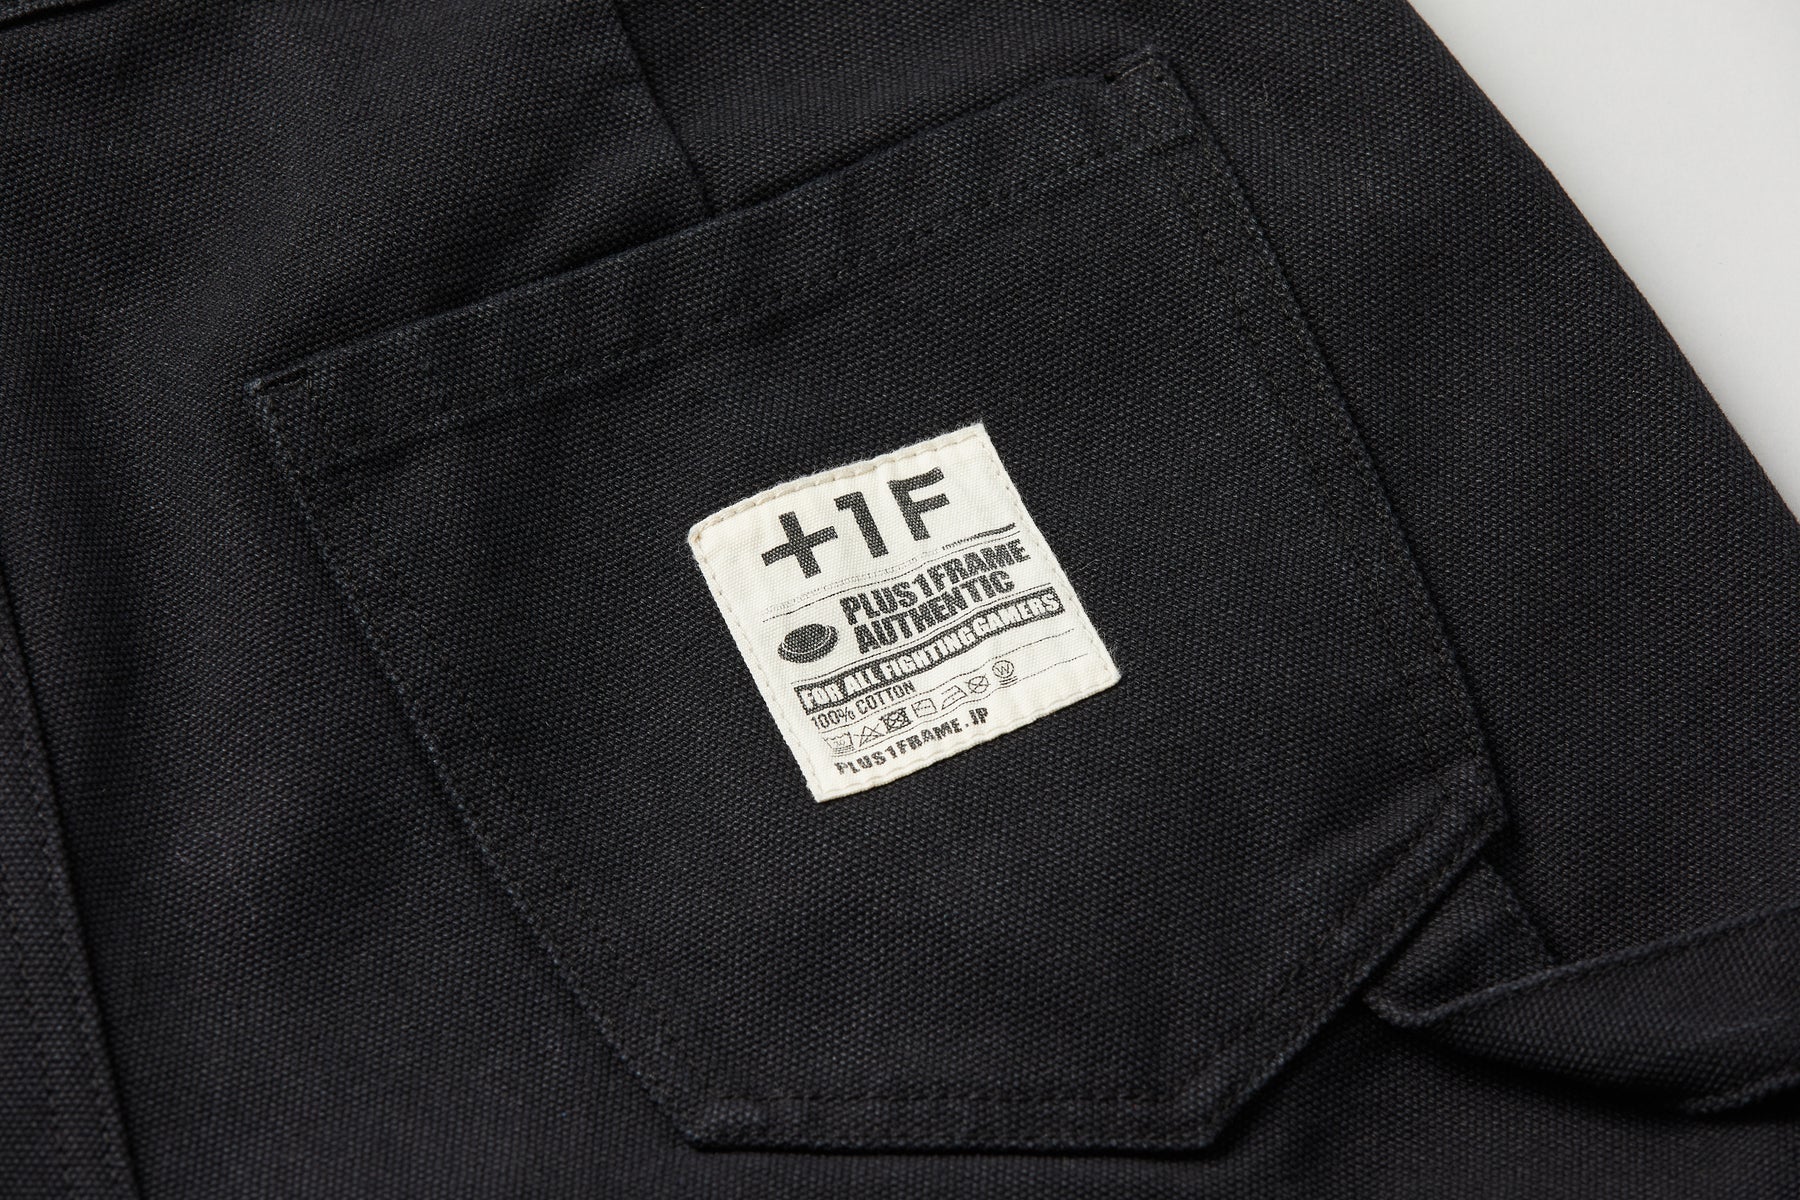 +1F
PLUS1FRAME
AUTHENTIC
FOR ALL FIGHTING GAMERS
100% COTTON
W
PLUS1FRAME.JP